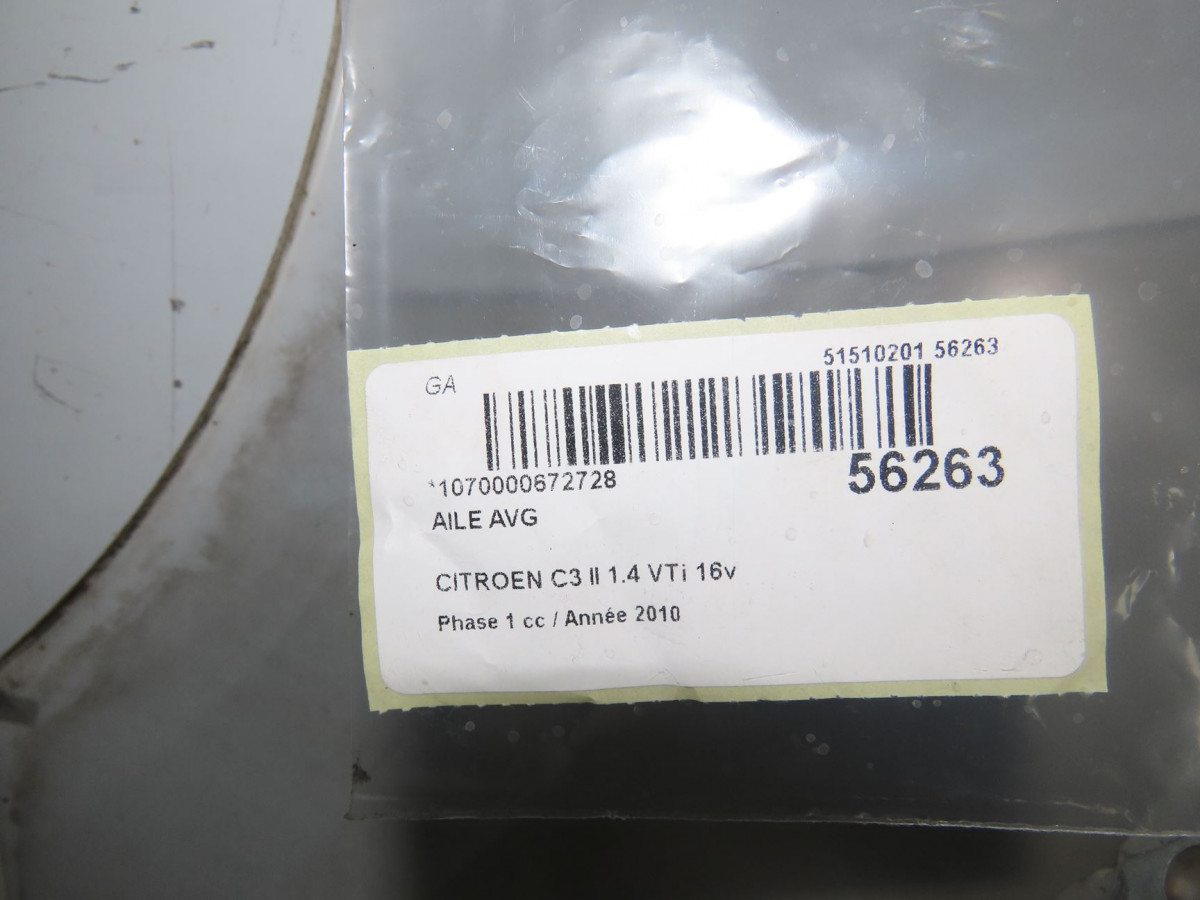 51510201 56263
GA
*1070000672728
56263
AILE AVG
CITROEN C3 II 1.4 VTi 16v
Phase 1 cc / Année 2010